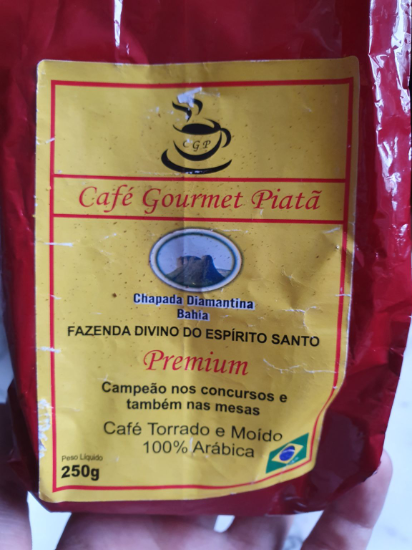 CGP
Café Gourmet Piatã
Chapada Diamantina
Bahia
FAZENDA DIVINO DO ESPÍRITO SANTO
Premium
Campeão nos concursos e
também nas mesas
Café Torrado e Moído
100% Arábica
Peso Líquido
250g